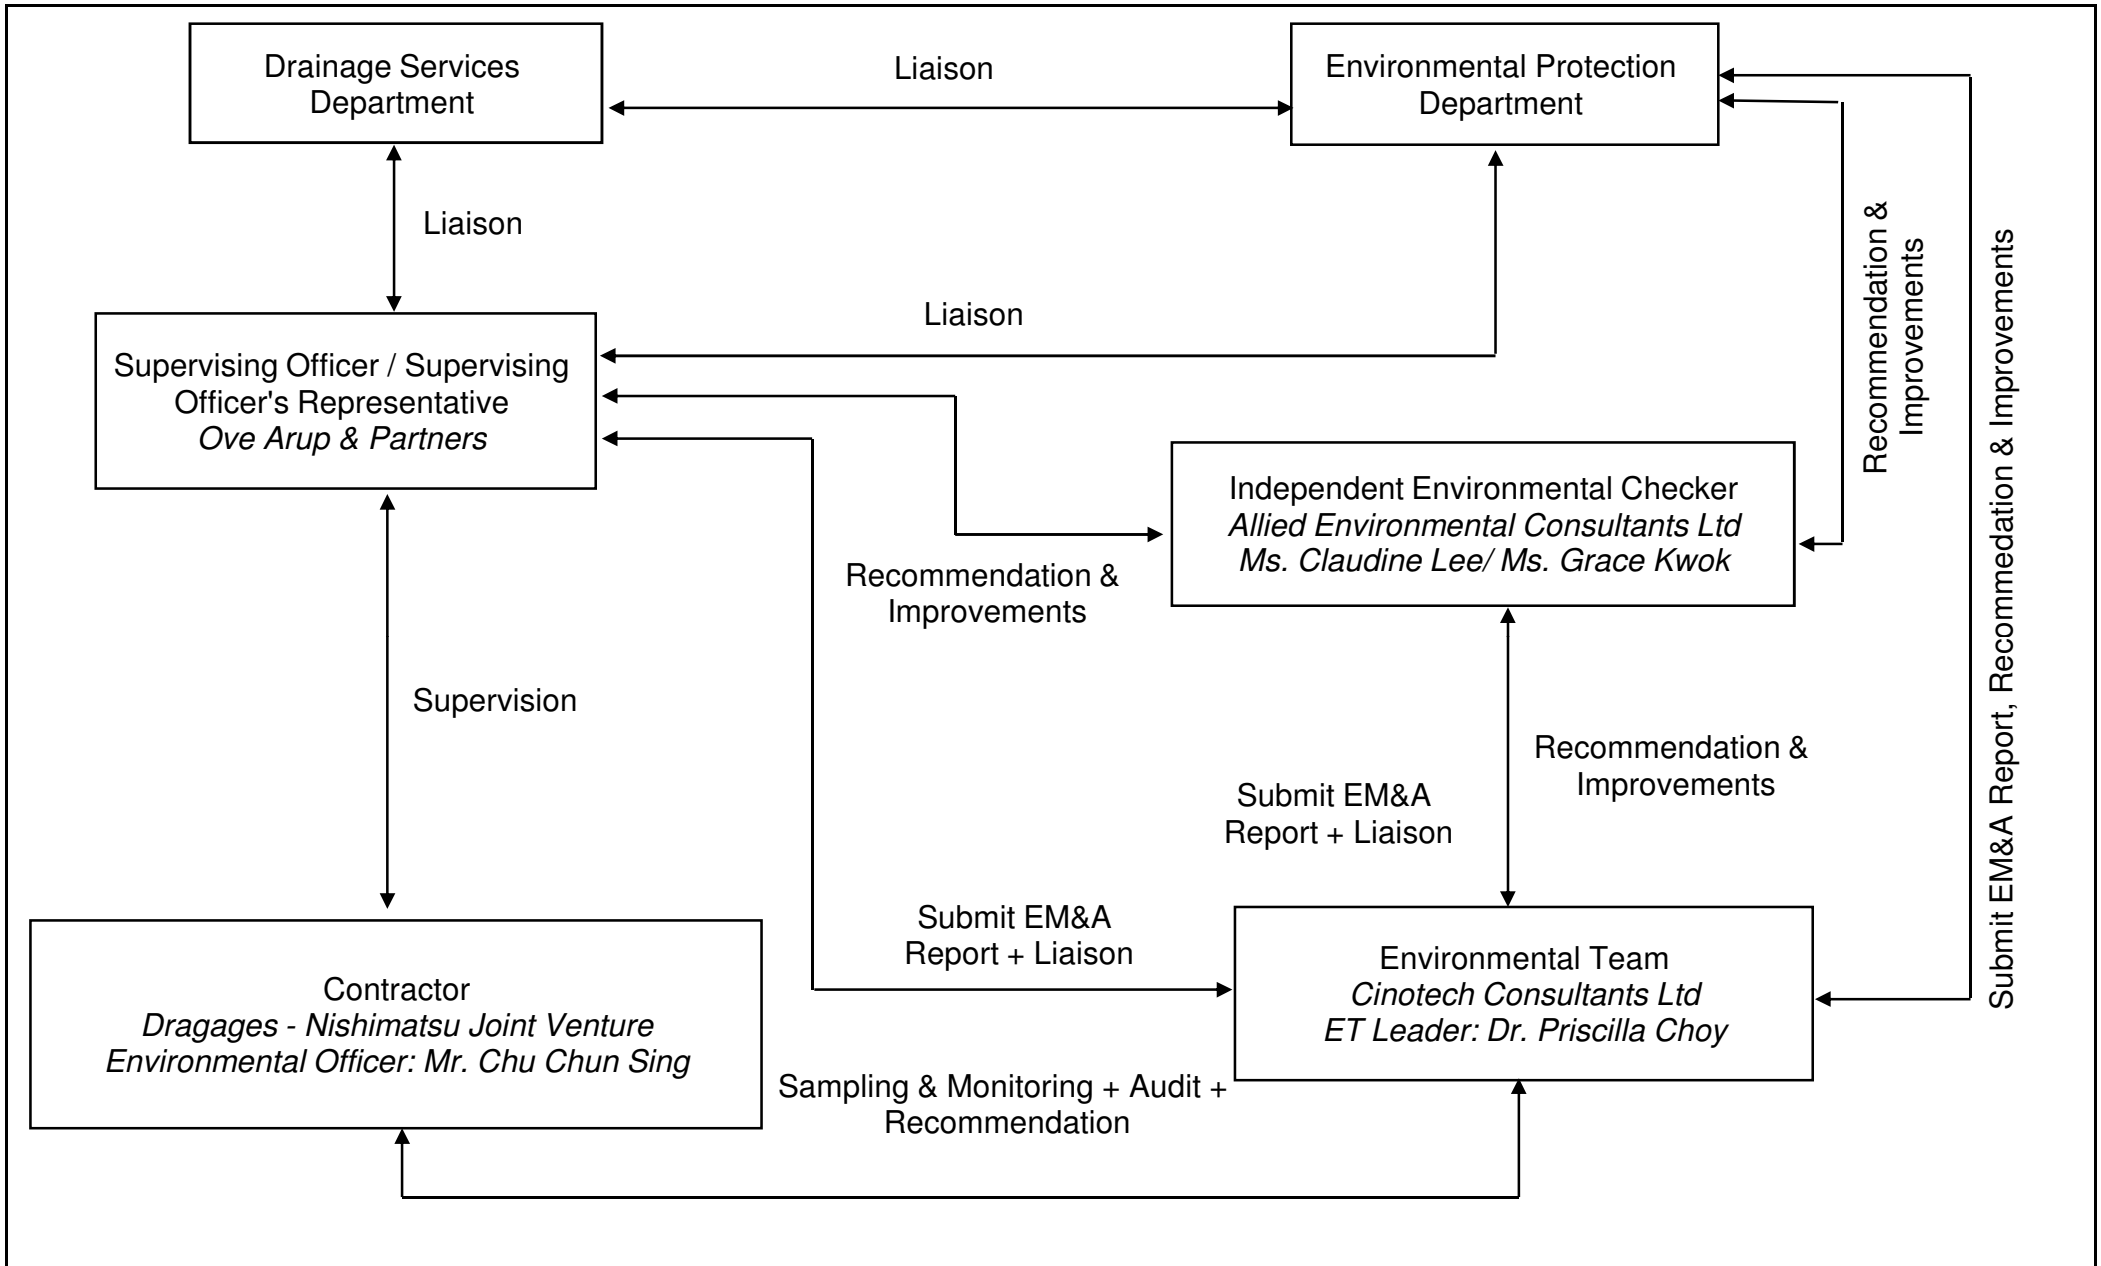 Drainage Services
Department
Liaison
Environmental Protection
Department
Liaison
Liaison
Recommendation &
Improvements
Submit EM&A Report, Recommedation & Improvements
Supervising Officer / Supervising
Officer's Representative
Ove Arup & Partners
Independent Environmental Checker
Allied Environmental Consultants Ltd
Ms. Claudine Lee/ Ms. Grace Kwok
Recommendation &
Improvements
Supervision
Recommendation &
Improvements
Submit EM&A
Report + Liaison
Submit EM&A
Report + Liaison
Environmental Team
Cinotech Consultants Ltd
ET Leader: Dr. Priscilla Choy
Contractor
Dragages - Nishimatsu Joint Venture
Environmental Officer: Mr. Chu Chun Sing
Sampling & Monitoring + Audit +
Recommendation